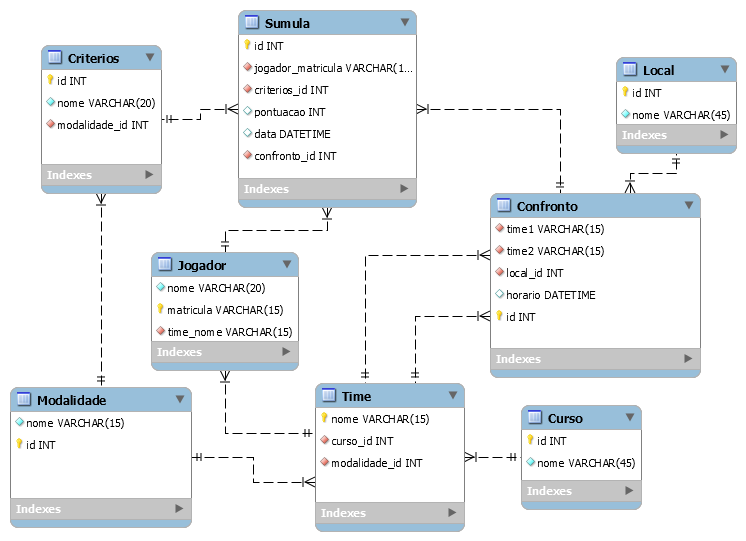 Sumula
id INT
jogador_matricula VARCHAR(1...
criterios_id INT
pontuacao INT
data DATETIME
confronto_id INT
Indexes
Criterios
id INT
nome VARCHAR(20)
modalidade_id INT
Indexes
Local
id INT
nome VARCHAR(45)
Indexes
Confronto
time1 VARCHAR(15)
time2 VARCHAR(15)
local_id INT
horario DATETIME
id INT
Indexes
Jogador
nome VARCHAR(20)
matricula VARCHAR(15)
time_nome VARCHAR(15)
Indexes
Modalidade
nome VARCHAR(15)
id INT
Indexes
Time
nome VARCHAR(15)
curso_id INT
modalidade_id INT
Indexes
Curso
id INT
nome VARCHAR(45)
Indexes